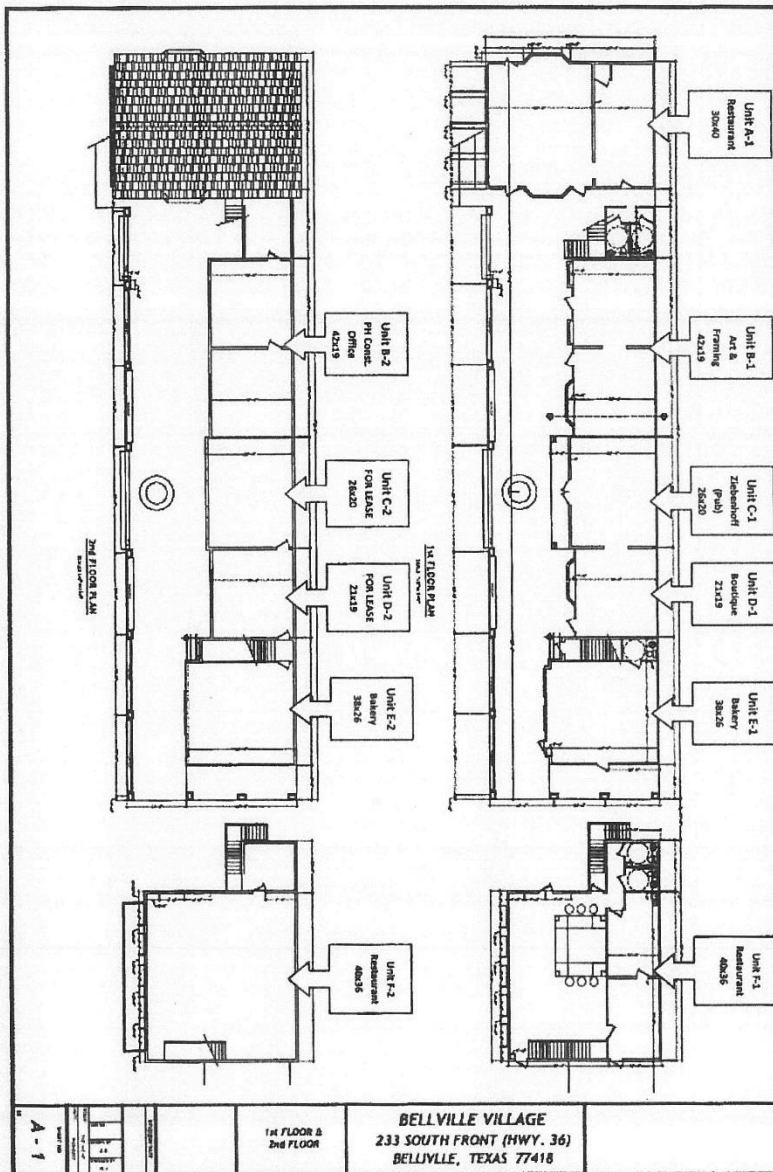 Unit A-1
Restaurant
30x40
Unit B-1
Art &
Framing
42x19
Unit C-1
Ziebenhoff
(Pub)
26x20
Unit D-1
Boutique
21x19
Unit E-1
Bakery
38x26
Unit F-1
Restaurant
40x36
1st FLOOR PLAN
Unit B-2
PH Const.
Office
42x19
Unit C-2
FOR LEASE
26x20
Unit D-2
FOR LEASE
21x19
Unit E-2
Bakery
38x26
Unit F-2
Restaurant
40x36
2nd FLOOR PLAN
A-1
1st FLOOR &
2nd FLOOR
BELLVILLE VILLAGE
233 SOUTH FRONT (HWY. 36)
BELLVILLE, TEXAS 77418